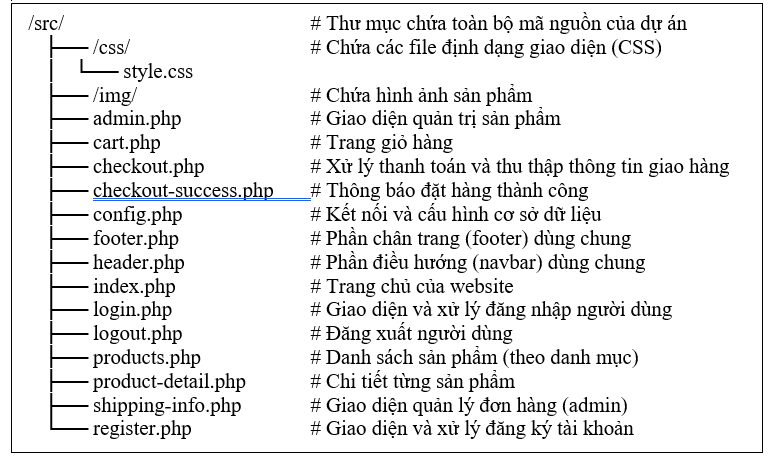 /src/ # Thư mục chứa toàn bộ mã nguồn của dự án
├── /css/ # Chứa các file định dạng giao diện (CSS)
│ └── style.css
├── /img/ # Chứa hình ảnh sản phẩm
├── admin.php # Giao diện quản trị sản phẩm
├── cart.php # Trang giỏ hàng
├── checkout.php # Xử lý thanh toán và thu thập thông tin giao hàng
├── checkout-success.php # Thông báo đặt hàng thành công
├── config.php # Kết nối và cấu hình cơ sở dữ liệu
├── footer.php # Phần chân trang (footer) dùng chung
├── header.php # Phần điều hướng (navbar) dùng chung
├── index.php # Trang chủ của website
├── login.php # Giao diện và xử lý đăng nhập người dùng
├── logout.php # Đăng xuất người dùng
├── products.php # Danh sách sản phẩm (theo danh mục)
├── product-detail.php # Chi tiết từng sản phẩm
├── shipping-info.php # Giao diện quản lý đơn hàng (admin)
└── register.php # Giao diện và xử lý đăng ký tài khoản